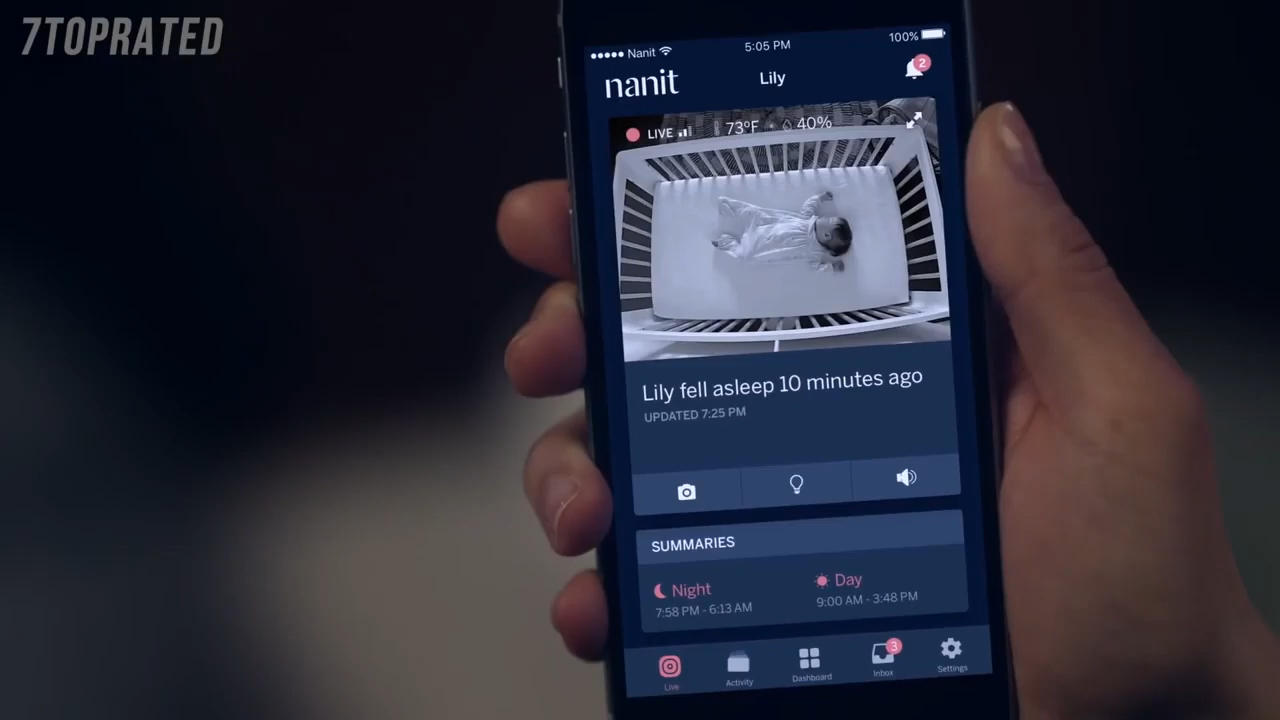 7TOPRATED
Nanit
5:05 PM
100%
nanit
Lily
2
LIVE
73°F
40%
Lily fell asleep 10 minutes ago
UPDATED 7:25 PM
SUMMARIES
Night
Day
7:58 PM - 6:13 AM
9:00 AM - 3:48 PM
3
Live
Activity
Dashboard
Inbox
Settings